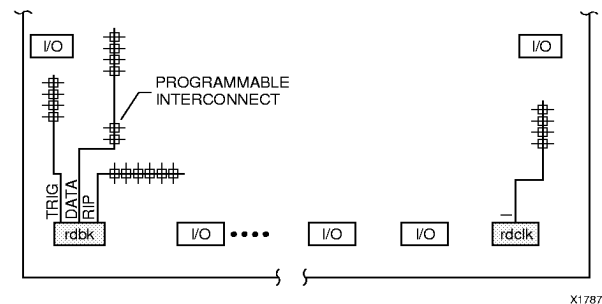 I/O
I/O
PROGRAMMABLE
INTERCONNECT
TRIG
DATA
RIP
I
rdbk
I/O
I/O
I/O
rdclk
X1787